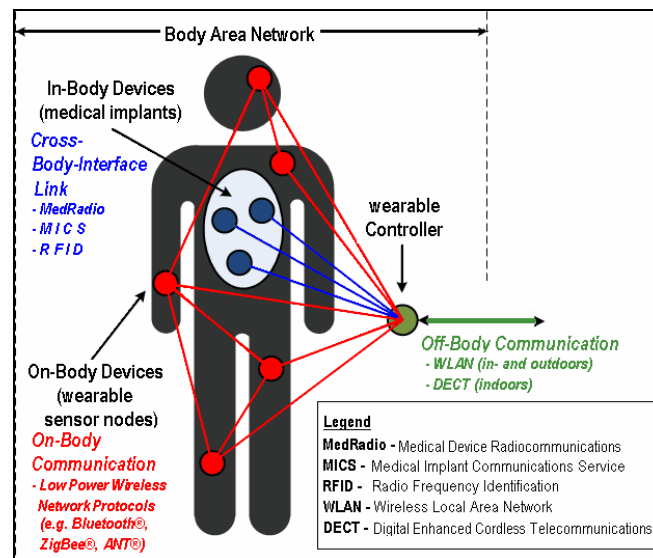 Body Area Network
In-Body Devices
(medical implants)
Cross-
Body-Interface
Link
- MedRadio
- M I C S
- R F I D
wearable
Controller
Off-Body Communication
- WLAN (in- and outdoors)
- DECT (indoors)
On-Body Devices
(wearable
sensor nodes)
On-Body
Communication
- Low Power Wireless
Network Protocols
(e.g. Bluetooth®,
ZigBee®, ANT®)
Legend
MedRadio - Medical Device Radiocommunications
MICS - Medical Implant Communications Service
RFID - Radio Frequency Identification
WLAN - Wireless Local Area Network
DECT - Digital Enhanced Cordless Telecommunications